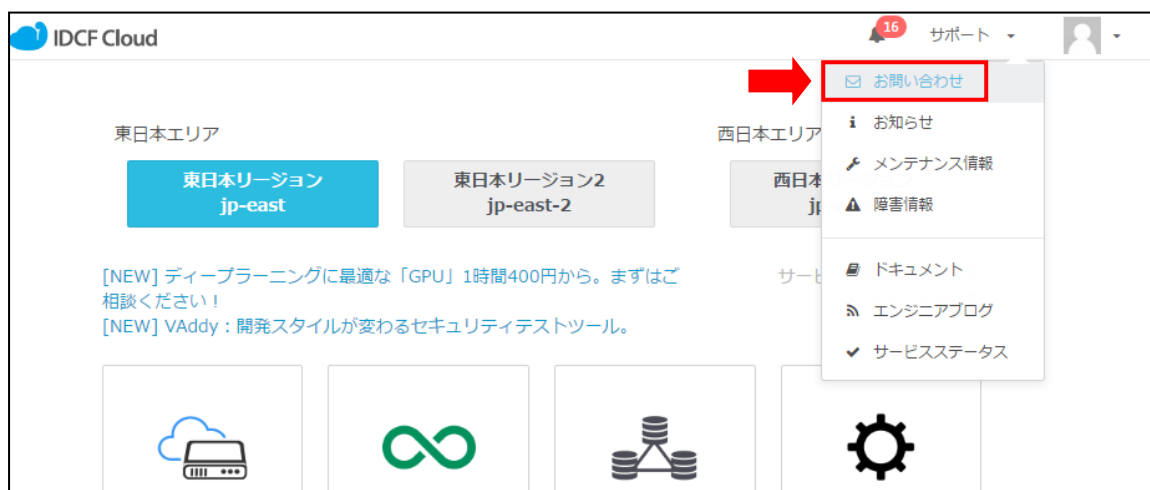 IDCF Cloud
16
サポート
お問い合わせ
お知らせ
メンテナンス情報
障害情報
ドキュメント
エンジニアブログ
サービスステータス
東日本エリア
東日本リージョン
jp-east
東日本リージョン2
jp-east-2
西日本エリア
西日本
[NEW] ディープラーニングに最適な「GPU」1時間400円から。まずはご
相談ください！
[NEW] VAddy：開発スタイルが変わるセキュリティテストツール。